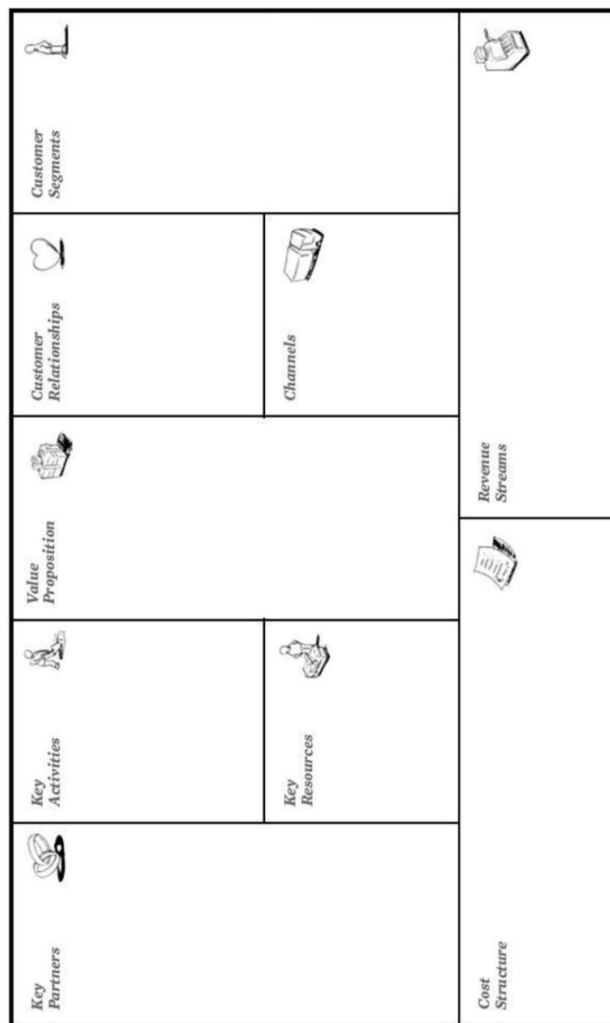 Key
Partners
Key
Activities
Key
Resources
Value
Proposition
Customer
Relationships
Channels
Customer
Segments
Cost
Structure
Revenue
Streams